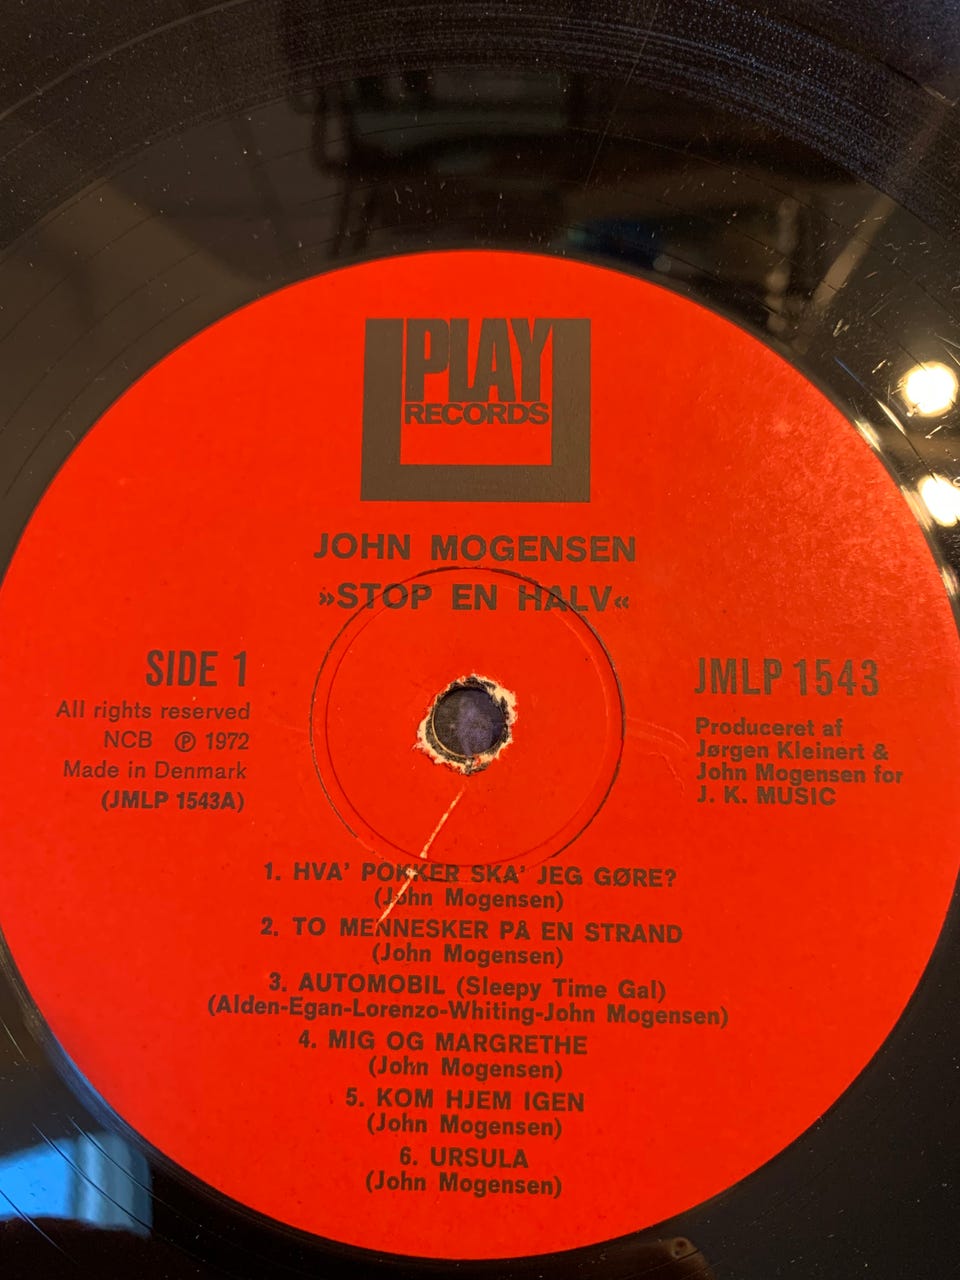 PLAY
RECORDS
JOHN MOGENSEN
»STOP EN HALV«
SIDE 1
All rights reserved
NCB ℗ 1972
Made in Denmark
(JMLP 1543A)
JMLP 1543
Produceret af
Jørgen Kleinert &
John Mogensen for
J. K. MUSIC
1. HVA' POKKER SKA' JEG GØRE?
(John Mogensen)
2. TO MENNESKER PÅ EN STRAND
(John Mogensen)
3. AUTOMOBIL (Sleepy Time Gal)
(Alden-Egan-Lorenzo-Whiting-John Mogensen)
4. MIG OG MARGRETHE
(John Mogensen)
5. KOM HJEM IGEN
(John Mogensen)
6. URSULA
(John Mogensen)